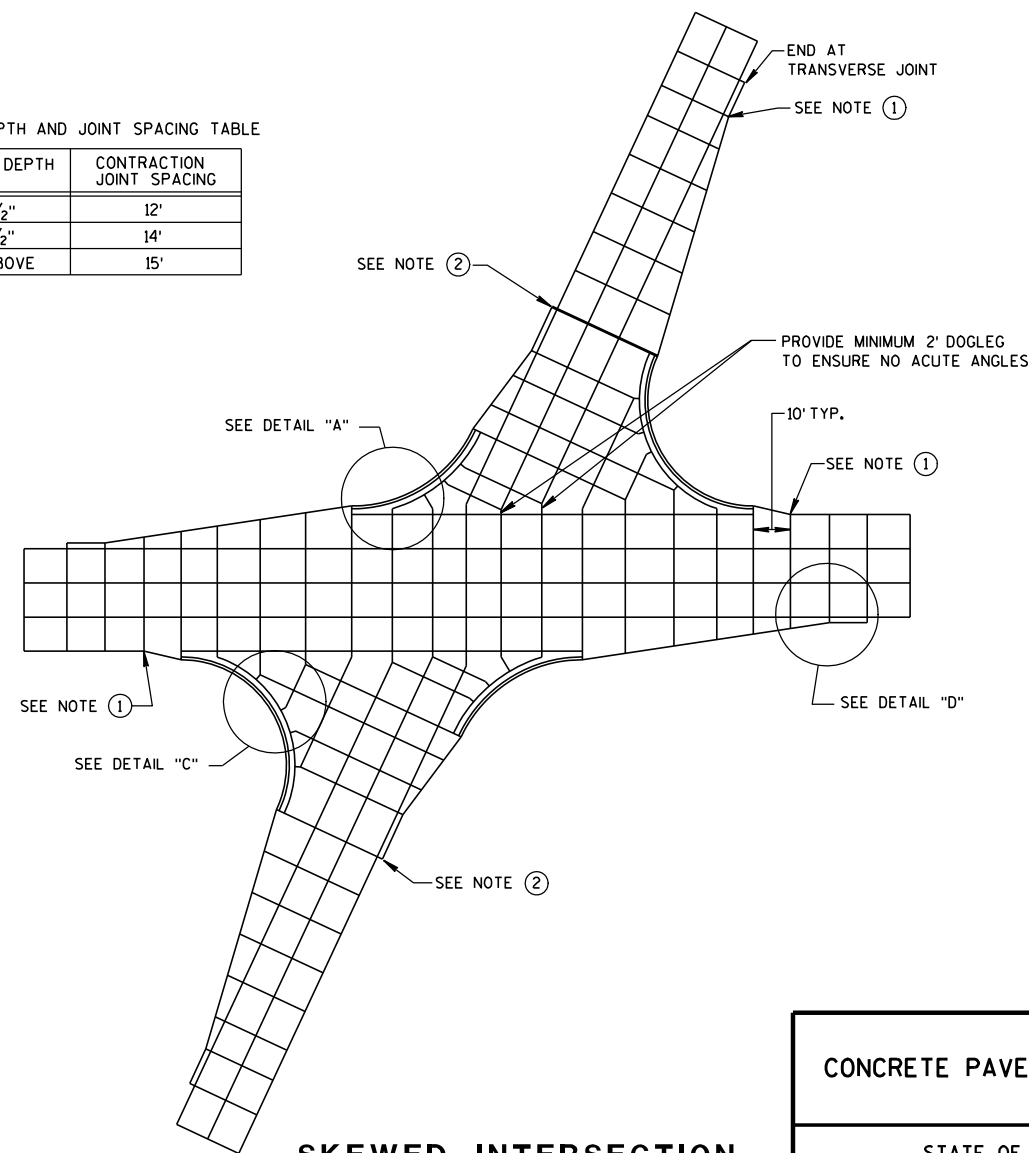 END AT
TRANSVERSE JOINT
SEE NOTE ①
AND JOINT SPACING TABLE
DEPTH
CONTRACTION
JOINT SPACING
12'
14'
15'
SEE NOTE ②
PROVIDE MINIMUM 2' DOGLEG
TO ENSURE NO ACUTE ANGLES
10' TYP.
SEE DETAIL "A"
SEE NOTE ①
SEE NOTE ①
SEE DETAIL "D"
SEE DETAIL "C"
SEE NOTE ②
CONCRETE PAVE
SKEWED INTERSECTION
STATE OF